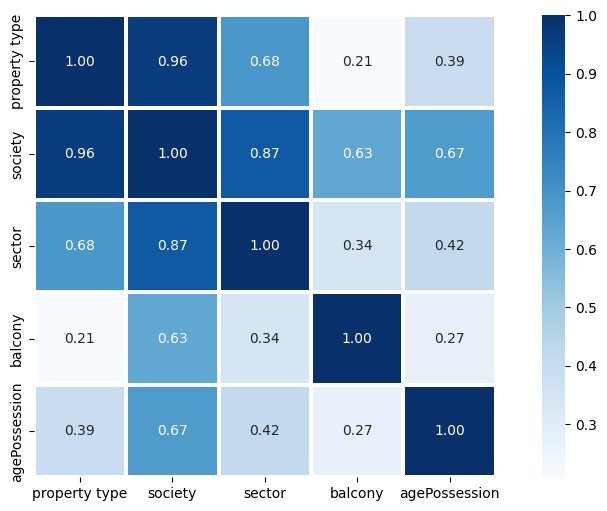 property type 1.00 0.96 0.68 0.21 0.39
society 0.96 1.00 0.87 0.63 0.67
sector 0.68 0.87 1.00 0.34 0.42
balcony 0.21 0.63 0.34 1.00 0.27
agePossession 0.39 0.67 0.42 0.27 1.00
property type society sector balcony agePossession
1.0
0.9
0.8
0.7
0.6
0.5
0.4
0.3